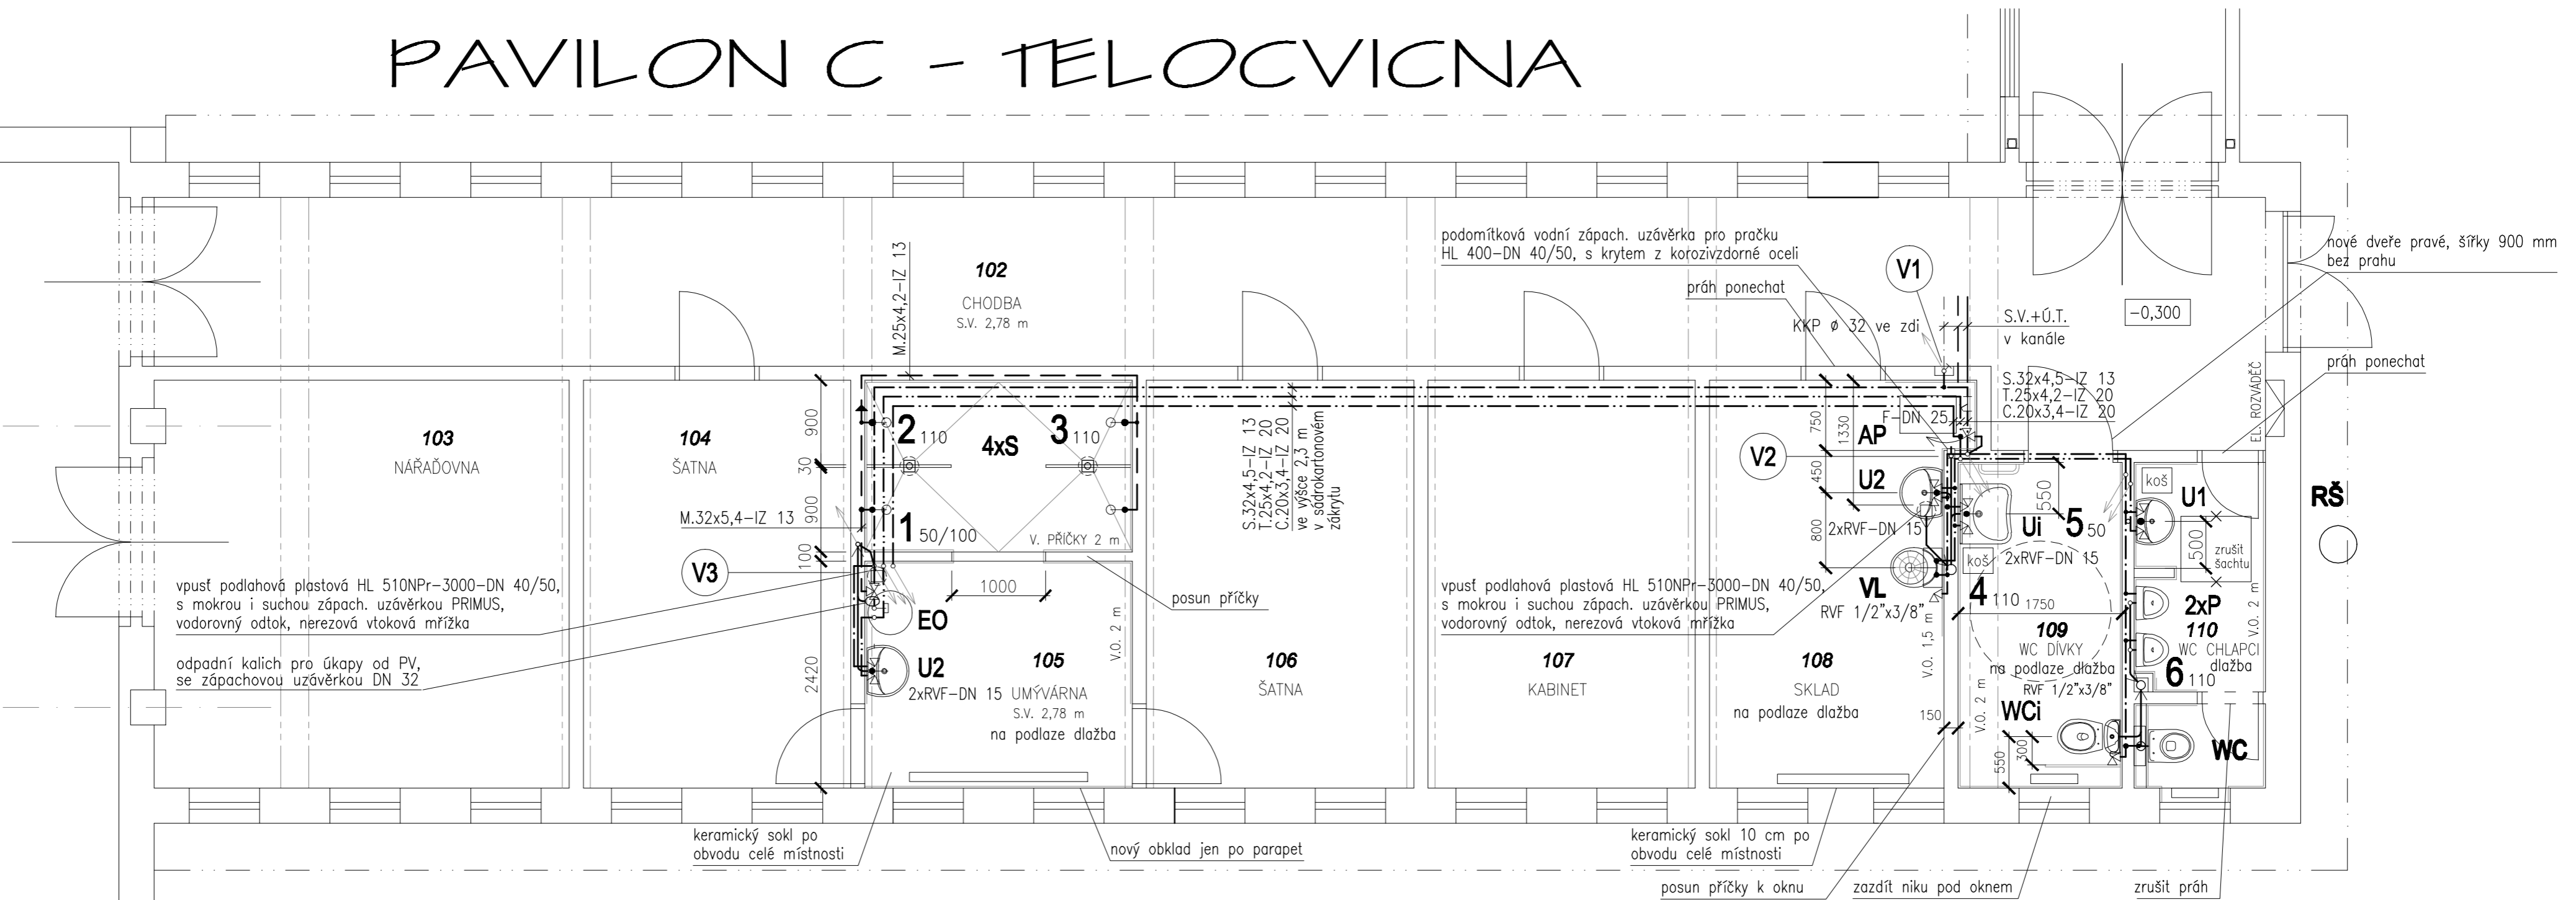 PAVILON C - TELOCVICNA
podomítková vodní zápach. uzávěrka pro pračku
HL 400-DN 40/50, s krytem z korozivzdorné oceli
práh ponechat
V1
KKP ø 32 ve zdi
S.V.+Ú.T.
v kanále
-0,300
nové dveře pravé, šířky 900 mm
bez prahu
práh ponechat
EL. ROZVÁDĚČ
102
CHODBA
S.V. 2,78 m
M.25x4,2-IZ 13
S.32x4,5-IZ 13
T.25x4,2-IZ 20
C.20x3,4-IZ 20
103
NÁŘAĎOVNA
104
ŠATNA
900
30
900
100
2420
M.32x5,4-IZ 13
V3
2 110
3 110
4xS
1 50/100
V. PŘÍČKY 2 m
1000
posun příčky
S.32x4,5-IZ 13
T.25x4,2-IZ 20
C.20x3,4-IZ 20
ve výšce 2,3 m
v sádrokartonovém
zákrytu
vpusť podlahová plastová HL 510NPr-3000-DN 40/50,
s mokrou i suchou zápach. uzávěrkou PRIMUS,
vodorovný odtok, nerezová vtoková mřížka
odpadní kalich pro úkapy od PV,
se zápachovou uzávěrkou DN 32
EO
U2
2xRVF-DN 15
105
UMÝVÁRNA
S.V. 2,78 m
na podlaze dlažba
V.O. 2 m
106
ŠATNA
107
KABINET
108
SKLAD
na podlaze dlažba
vpusť podlahová plastová HL 510NPr-3000-DN 40/50,
s mokrou i suchou zápach. uzávěrkou PRIMUS,
vodorovný odtok, nerezová vtoková mřížka
750
1330
450
800
F-DN 25
AP
V2
U2
2xRVF-DN 15
VL
RVF 1/2"x3/8"
V.O. 1,5 m
150
550
Ui
5 50
koš
2xRVF-DN 15
4 110
1750
109
WC DÍVKY
na podlaze dlažba
RVF 1/2"x3/8"
V.O. 2 m
WCi
550
300
koš
U1
500
zrušit
šachtu
2xP
110
WC CHLAPCI
dlažba
V.O. 2 m
6 110
WC
RŠ
keramický sokl po
obvodu celé místnosti
nový obklad jen po parapet
keramický sokl 10 cm po
obvodu celé místnosti
posun příčky k oknu
zazdít niku pod oknem
zrušit práh